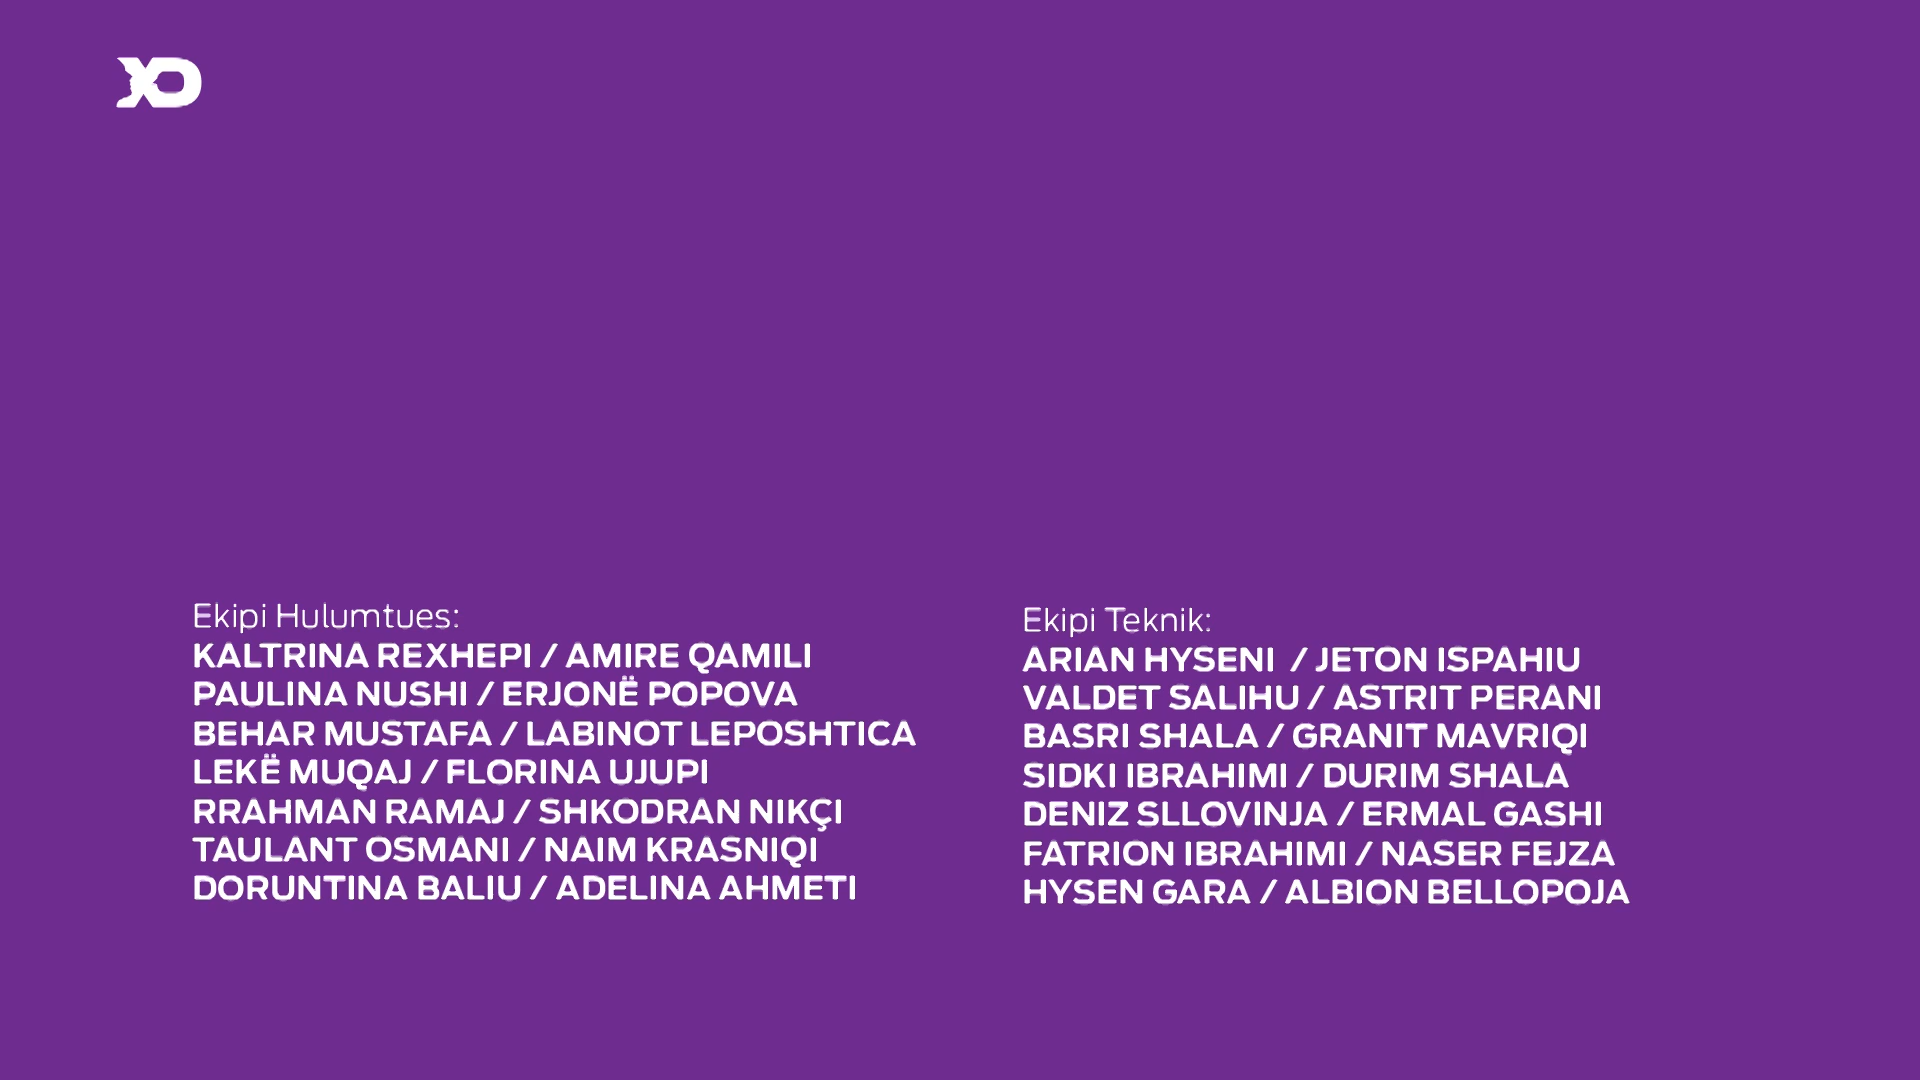 XO
Ekipi Hulumtues:
KALTRINA REXHEPI / AMIRE QAMILI
PAULINA NUSHI / ERJONË POPOVA
BEHAR MUSTAFA / LABINOT LEPOSHTICA
LEKË MUQAJ / FLORINA UJUPI
RRAHMAN RAMAJ / SHKODRAN NIKÇI
TAULANT OSMANI / NAIM KRASNIQI
DORUNTINA BALIU / ADELINA AHMETI
Ekipi Teknik:
ARIAN HYSENI / JETON ISPAHIU
VALDET SALIHU / ASTRIT PERANI
BASRI SHALA / GRANIT MAVRIQI
SIDKI IBRAHIMI / DURIM SHALA
DENIZ SLLOVINJA / ERMAL GASHI
FATRION IBRAHIMI / NASER FEJZA
HYSEN GARA / ALBION BELLOPOJA